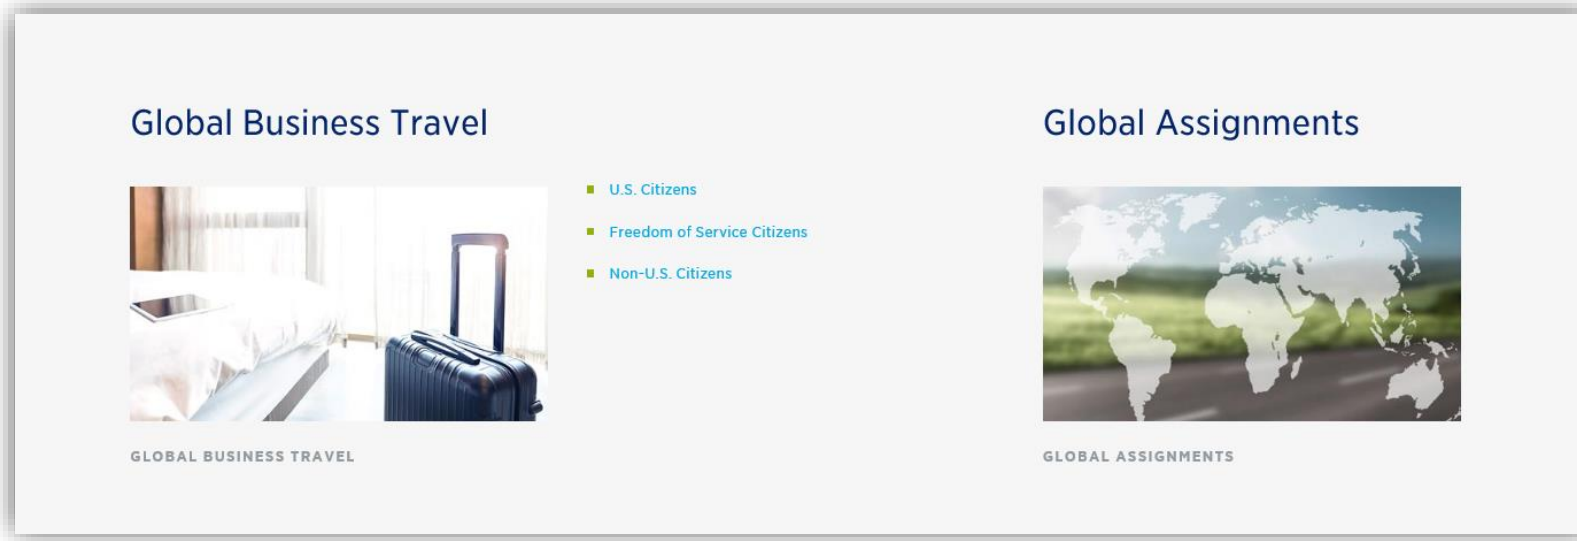 Global Business Travel
U.S. Citizens
Freedom of Service Citizens
Non-U.S. Citizens
GLOBAL BUSINESS TRAVEL
Global Assignments
GLOBAL ASSIGNMENTS